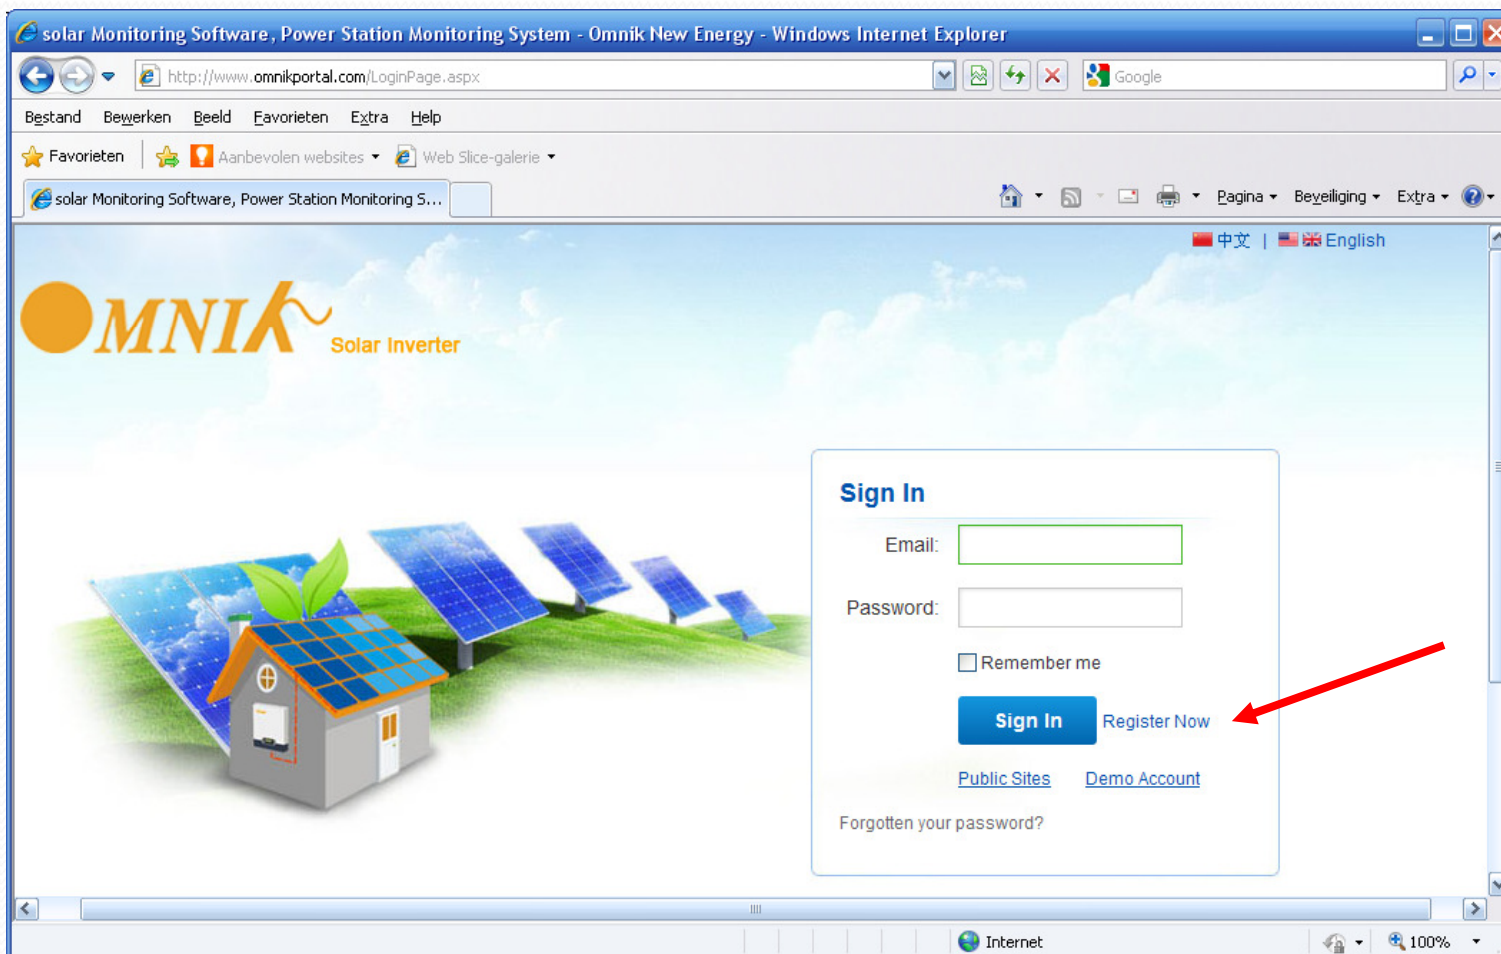 solar Monitoring Software, Power Station Monitoring System - Omnik New Energy - Windows Internet Explorer
http://www.omnikportal.com/LoginPage.aspx
Google
Bestand Bewerken Beeld Favorieten Extra Help
Favorieten Aanbevolen websites Web Slice-galerie
solar Monitoring Software, Power Station Monitoring S...
Pagina Beveiliging Extra
中文 | English
OMNIK Solar Inverter
Sign In
Email:
Password:
Remember me
Sign In Register Now
Public Sites Demo Account
Forgotten your password?
Internet 100%